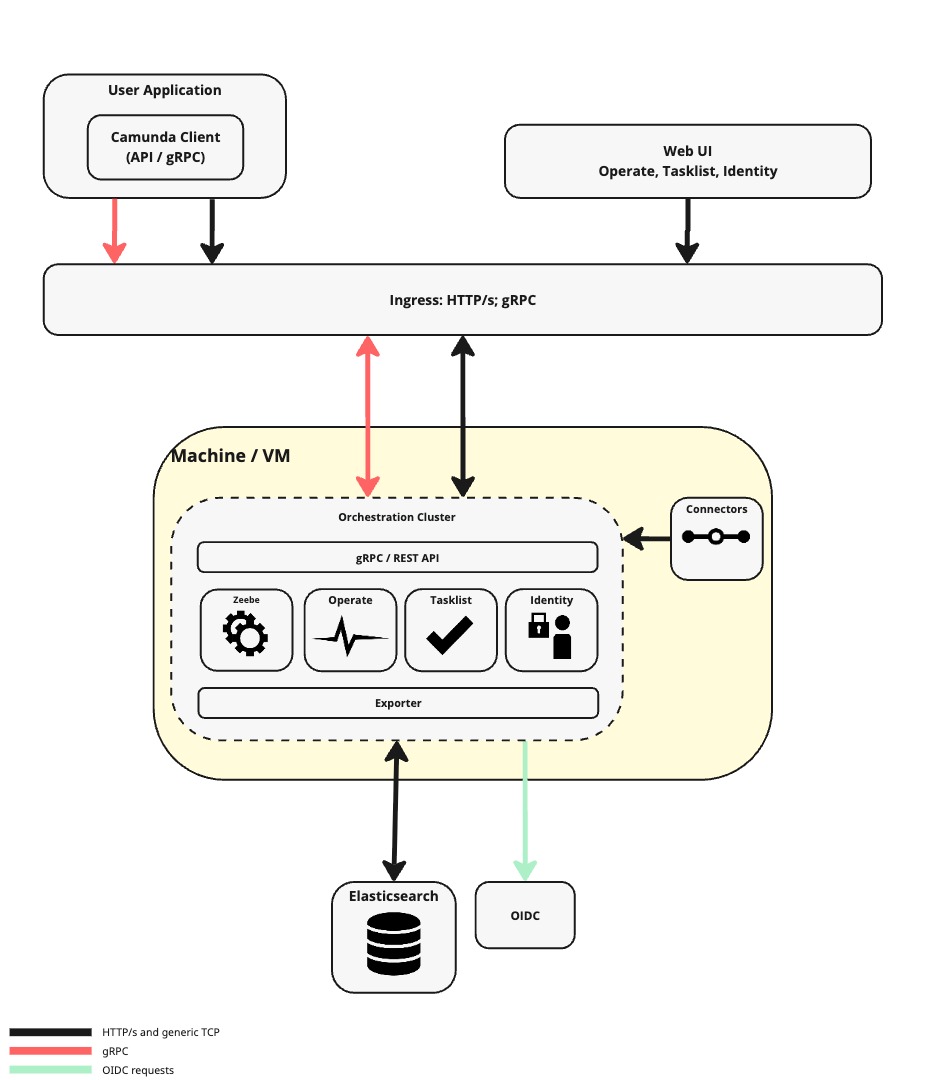 User Application
Camunda Client
(API / gRPC)
Web UI
Operate, Tasklist, Identity
Ingress: HTTP/s; gRPC
Machine / VM
Orchestration Cluster
Connectors
gRPC / REST API
Zeebe
Operate
Tasklist
Identity
Exporter
Elasticsearch
OIDC
HTTP/s and generic TCP
gRPC
OIDC requests